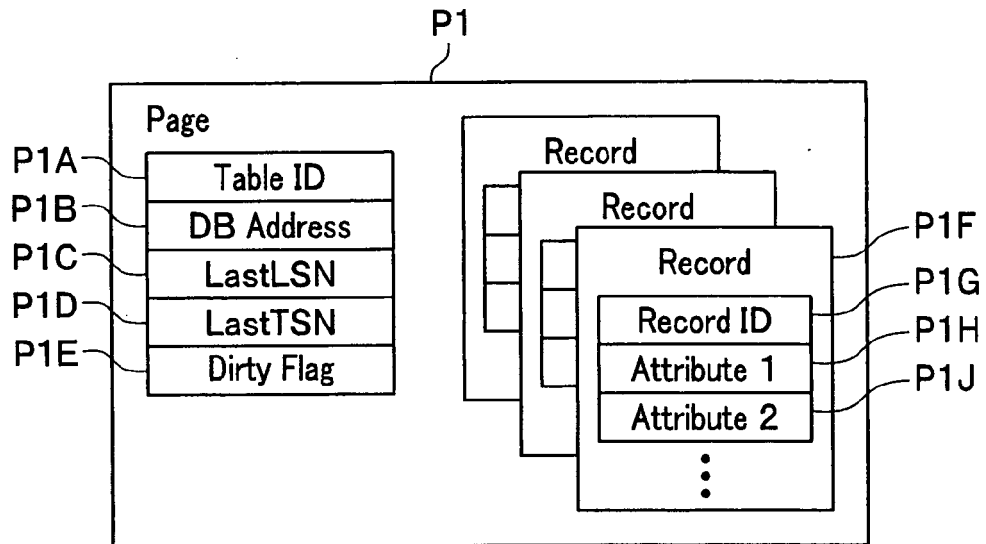 P1
Page
P1A
Table ID
P1B
DB Address
P1C
LastLSN
P1D
LastTSN
P1E
Dirty Flag
Record
Record
Record
P1F
Record ID
P1G
Attribute 1
P1H
Attribute 2
P1J